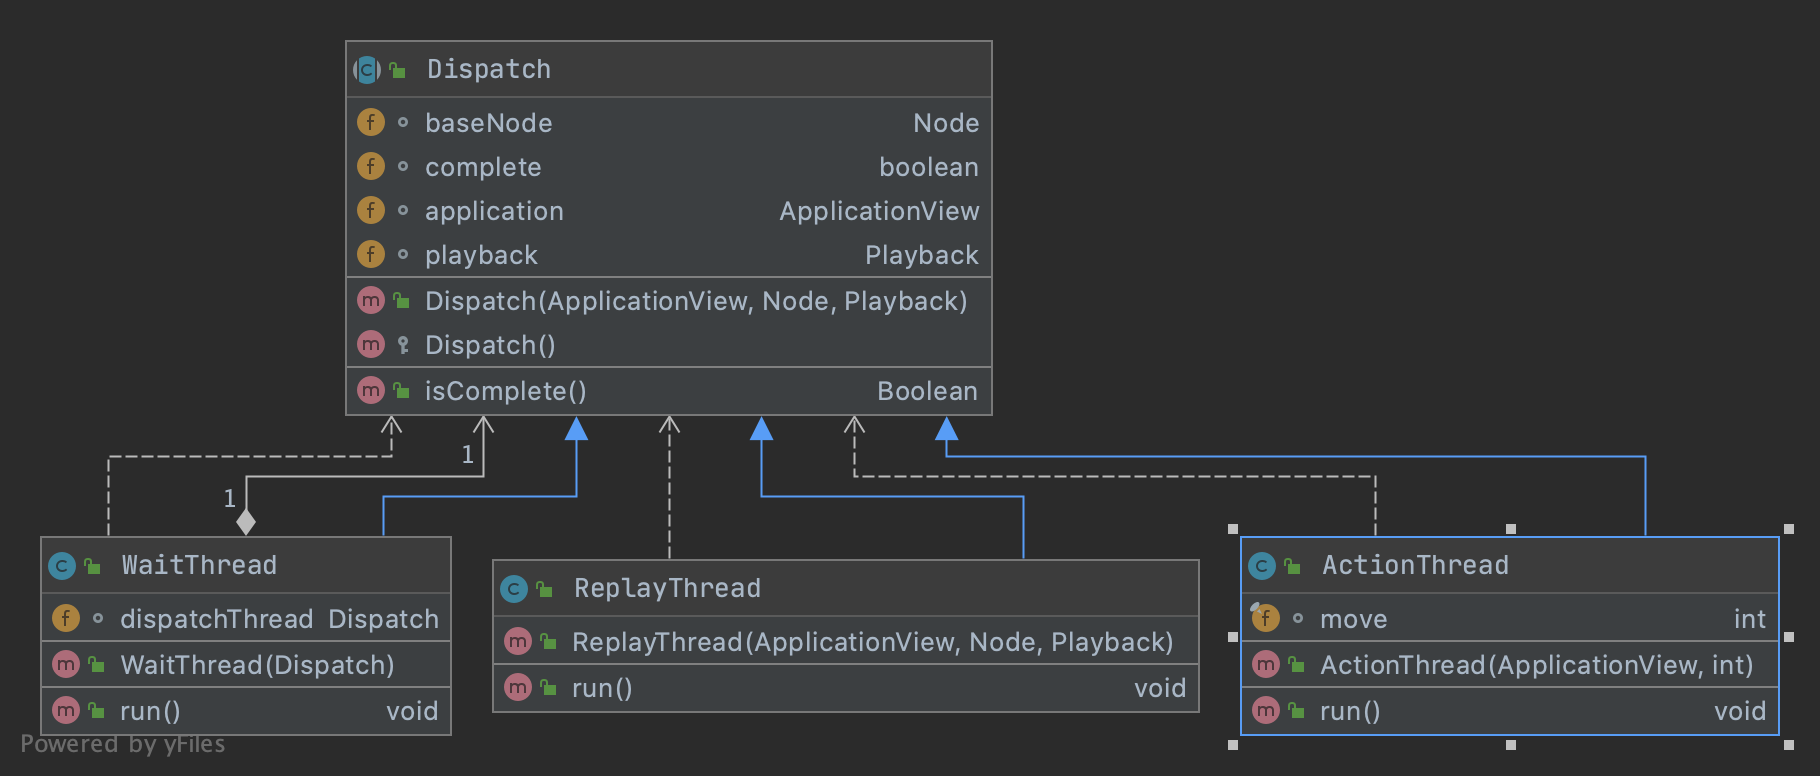 Dispatch
baseNode Node
complete boolean
application ApplicationView
playback Playback
Dispatch(ApplicationView, Node, Playback)
Dispatch()
isComplete() Boolean
1
1
WaitThread
dispatchThread Dispatch
WaitThread(Dispatch)
run() void
ReplayThread
ReplayThread(ApplicationView, Node, Playback)
run() void
ActionThread
move int
ActionThread(ApplicationView, int)
run() void
Powered by yFiles